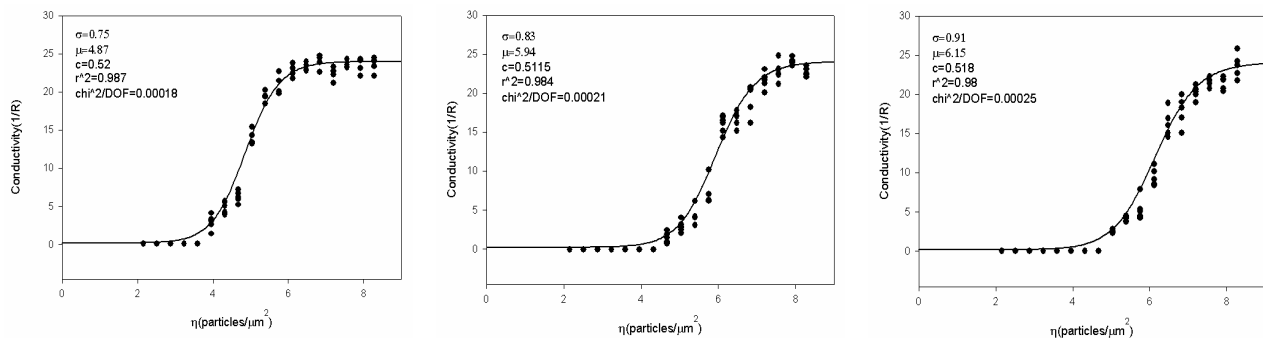 30
25
20
15
10
5
0
Conductivity(1/R)
σ=0.75
μ=4.87
c=0.52
r^2=0.987
chi^2/DOF=0.00018
0 2 4 6 8
η(particles/μm²)
30
25
20
15
10
5
0
Conductivity(1/R)
σ=0.83
μ=5.94
c=0.5115
r^2=0.984
chi^2/DOF=0.00021
0 2 4 6 8
η(particles/μm²)
30
25
20
15
10
5
0
Conductivity(1/R)
σ=0.91
μ=6.15
c=0.518
r^2=0.98
chi^2/DOF=0.00025
0 2 4 6 8
η(particles/μm²)